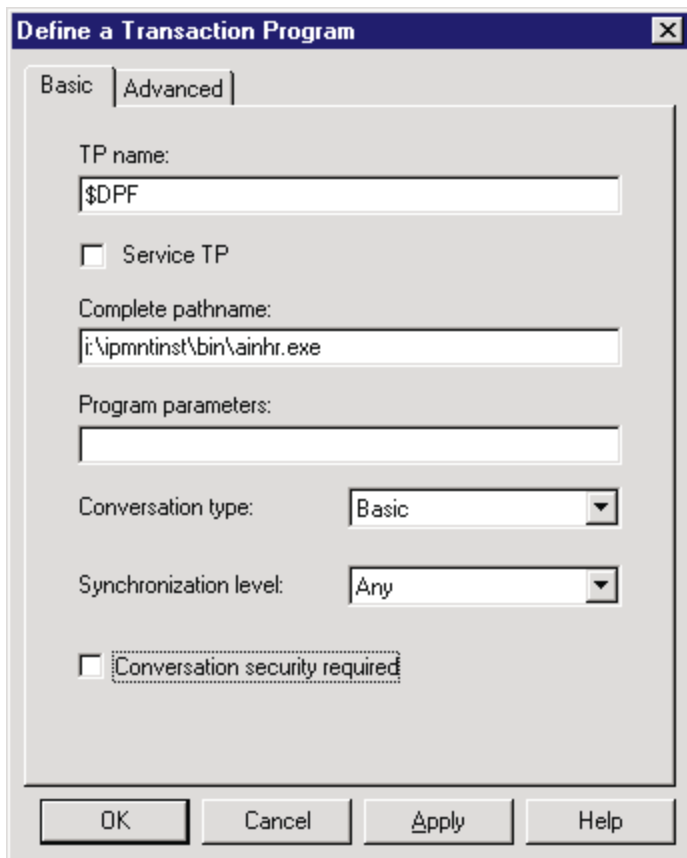 Define a Transaction Program
Basic Advanced
TP name:
$DPF
Service TP
Complete pathname:
i:\ipmntinst\bin\ainhr.exe
Program parameters:
Conversation type: Basic
Synchronization level: Any
Conversation security required
OK Cancel Apply Help